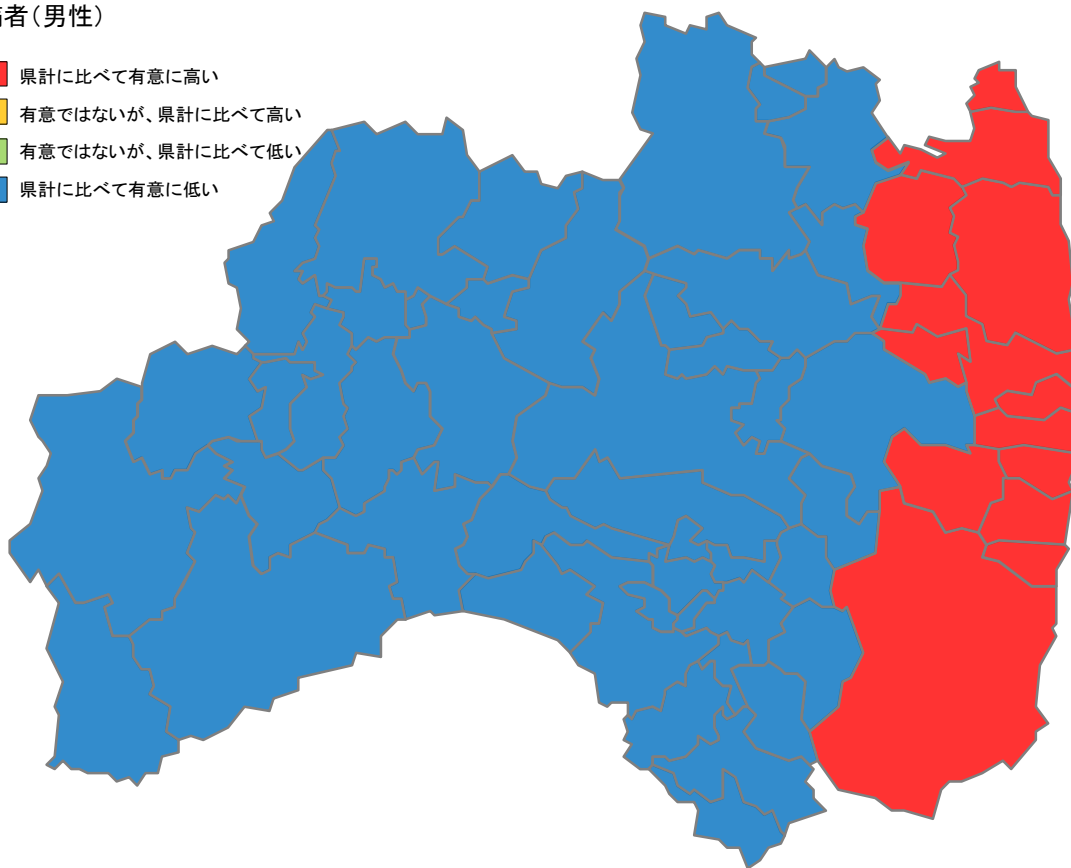 者(男性)
県計に比べて有意に高い
有意ではないが、県計に比べて高い
有意ではないが、県計に比べて低い
県計に比べて有意に低い